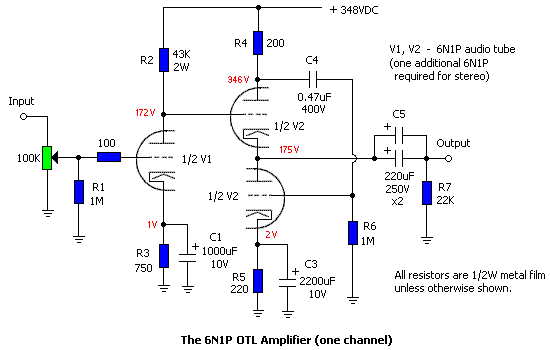 + 348VDC
R4
200
R2
43K
2W
V1, V2 - 6N1P audio tube
(one additional 6N1P
required for stereo)
C4
346V
0.47uF
400V
Input
172V
C5
1/2 V2
100
Output
100K
1/2 V1
175V
R1
1M
1/2 V2
220uF
250V
x2
R7
22K
1V
2V
R6
1M
R3
750
C1
1000uF
10V
R5
220
C3
2200uF
10V
All resistors are 1/2W metal film
unless otherwise shown.
The 6N1P OTL Amplifier (one channel)